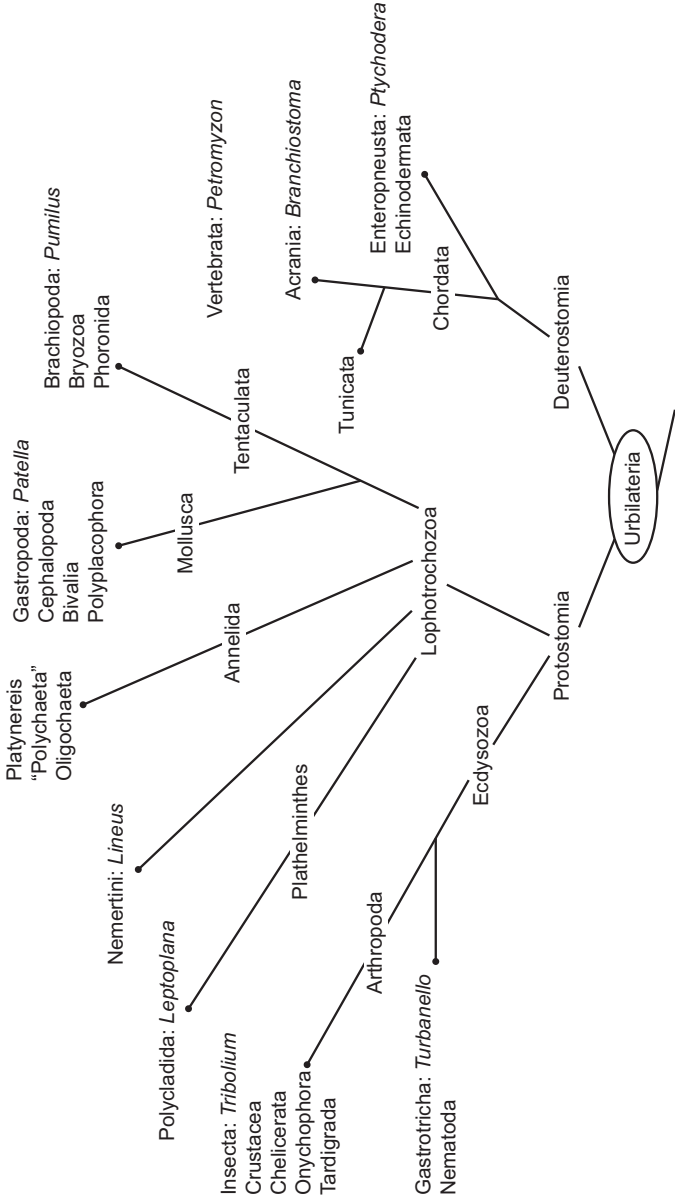 Platynereis
“Polychaeta”
Oligochaeta
Gastropoda: Patella
Cephalopoda
Bivalia
Polyplacophora
Brachiopoda: Pumilus
Bryozoa
Phoronida
Nemertini: Lineus
Annelida
Mollusca
Tentaculata
Vertebrata: Petromyzon
Polycladida: Leptoplana
Plathelminthes
Lophotrochozoa
Tunicata
Acrania: Branchiostoma
Insecta: Tribolium
Crustacea
Chelicerata
Onychophora
Tardigrada
Arthropoda
Chordata
Enteropneusta: Ptychodera
Echinodermata
Gastrotricha: Turbanello
Nematoda
Ecdysozoa
Protostomia
Deuterostomia
Urbilateria